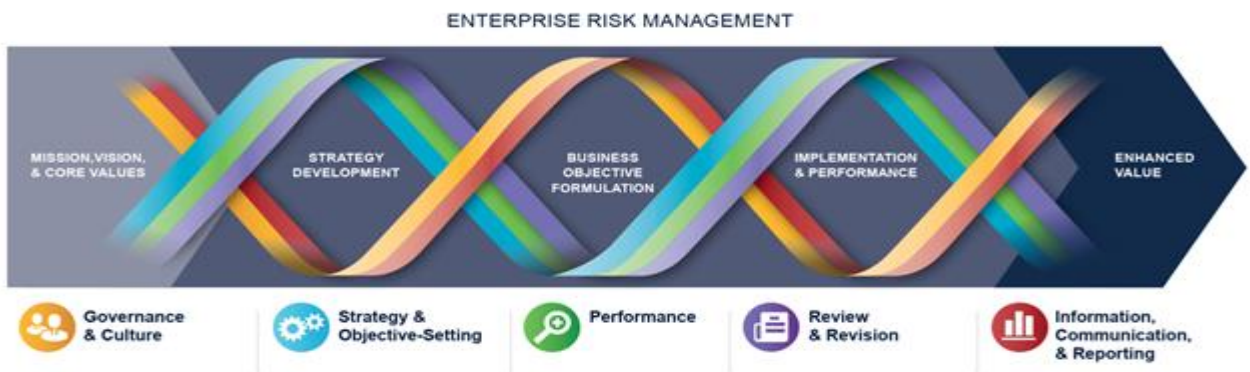 ENTERPRISE RISK MANAGEMENT
MISSION,VISION,
& CORE VALUES
STRATEGY
DEVELOPMENT
BUSINESS
OBJECTIVE
FORMULATION
IMPLEMENTATION
& PERFORMANCE
ENHANCED
VALUE
Governance
& Culture
Strategy &
Objective-Setting
Performance
Review
& Revision
Information,
Communication,
& Reporting